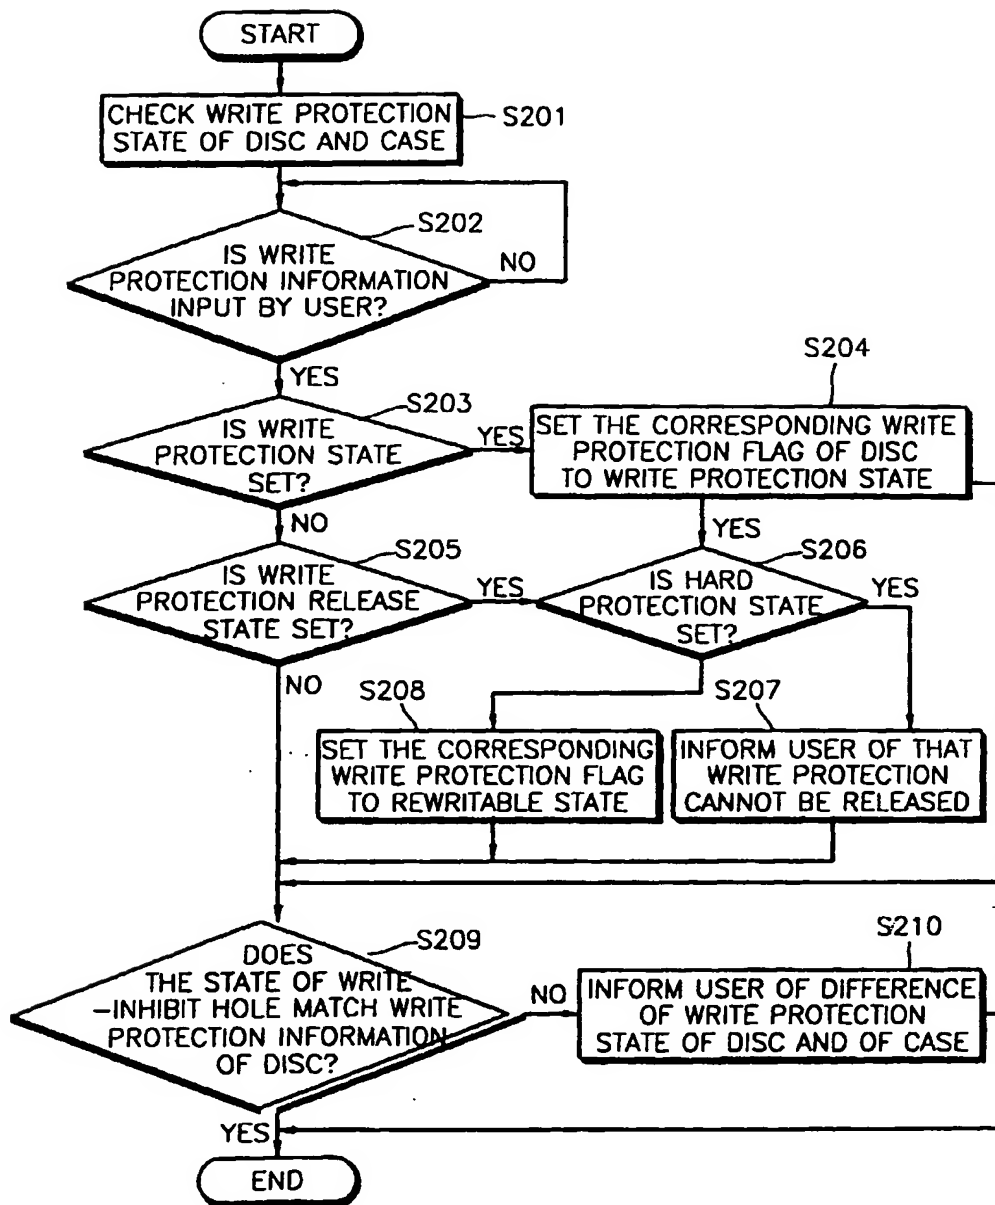 START
CHECK WRITE PROTECTION
STATE OF DISC AND CASE
S201
S202
IS WRITE
PROTECTION INFORMATION
INPUT BY USER?
NO
YES
S203
IS WRITE
PROTECTION STATE
SET?
YES
S204
SET THE CORRESPONDING WRITE
PROTECTION FLAG OF DISC
TO WRITE PROTECTION STATE
NO
YES
S205
IS WRITE
PROTECTION RELEASE
STATE SET?
YES
S206
IS HARD
PROTECTION STATE
SET?
YES
NO
S208
SET THE CORRESPONDING
WRITE PROTECTION FLAG
TO REWRITABLE STATE
S207
INFORM USER OF THAT
WRITE PROTECTION
CANNOT BE RELEASED
S209
DOES
THE STATE OF WRITE
-INHIBIT HOLE MATCH WRITE
PROTECTION INFORMATION
OF DISC?
NO
S210
INFORM USER OF DIFFERENCE
OF WRITE PROTECTION
STATE OF DISC AND OF CASE
YES
END